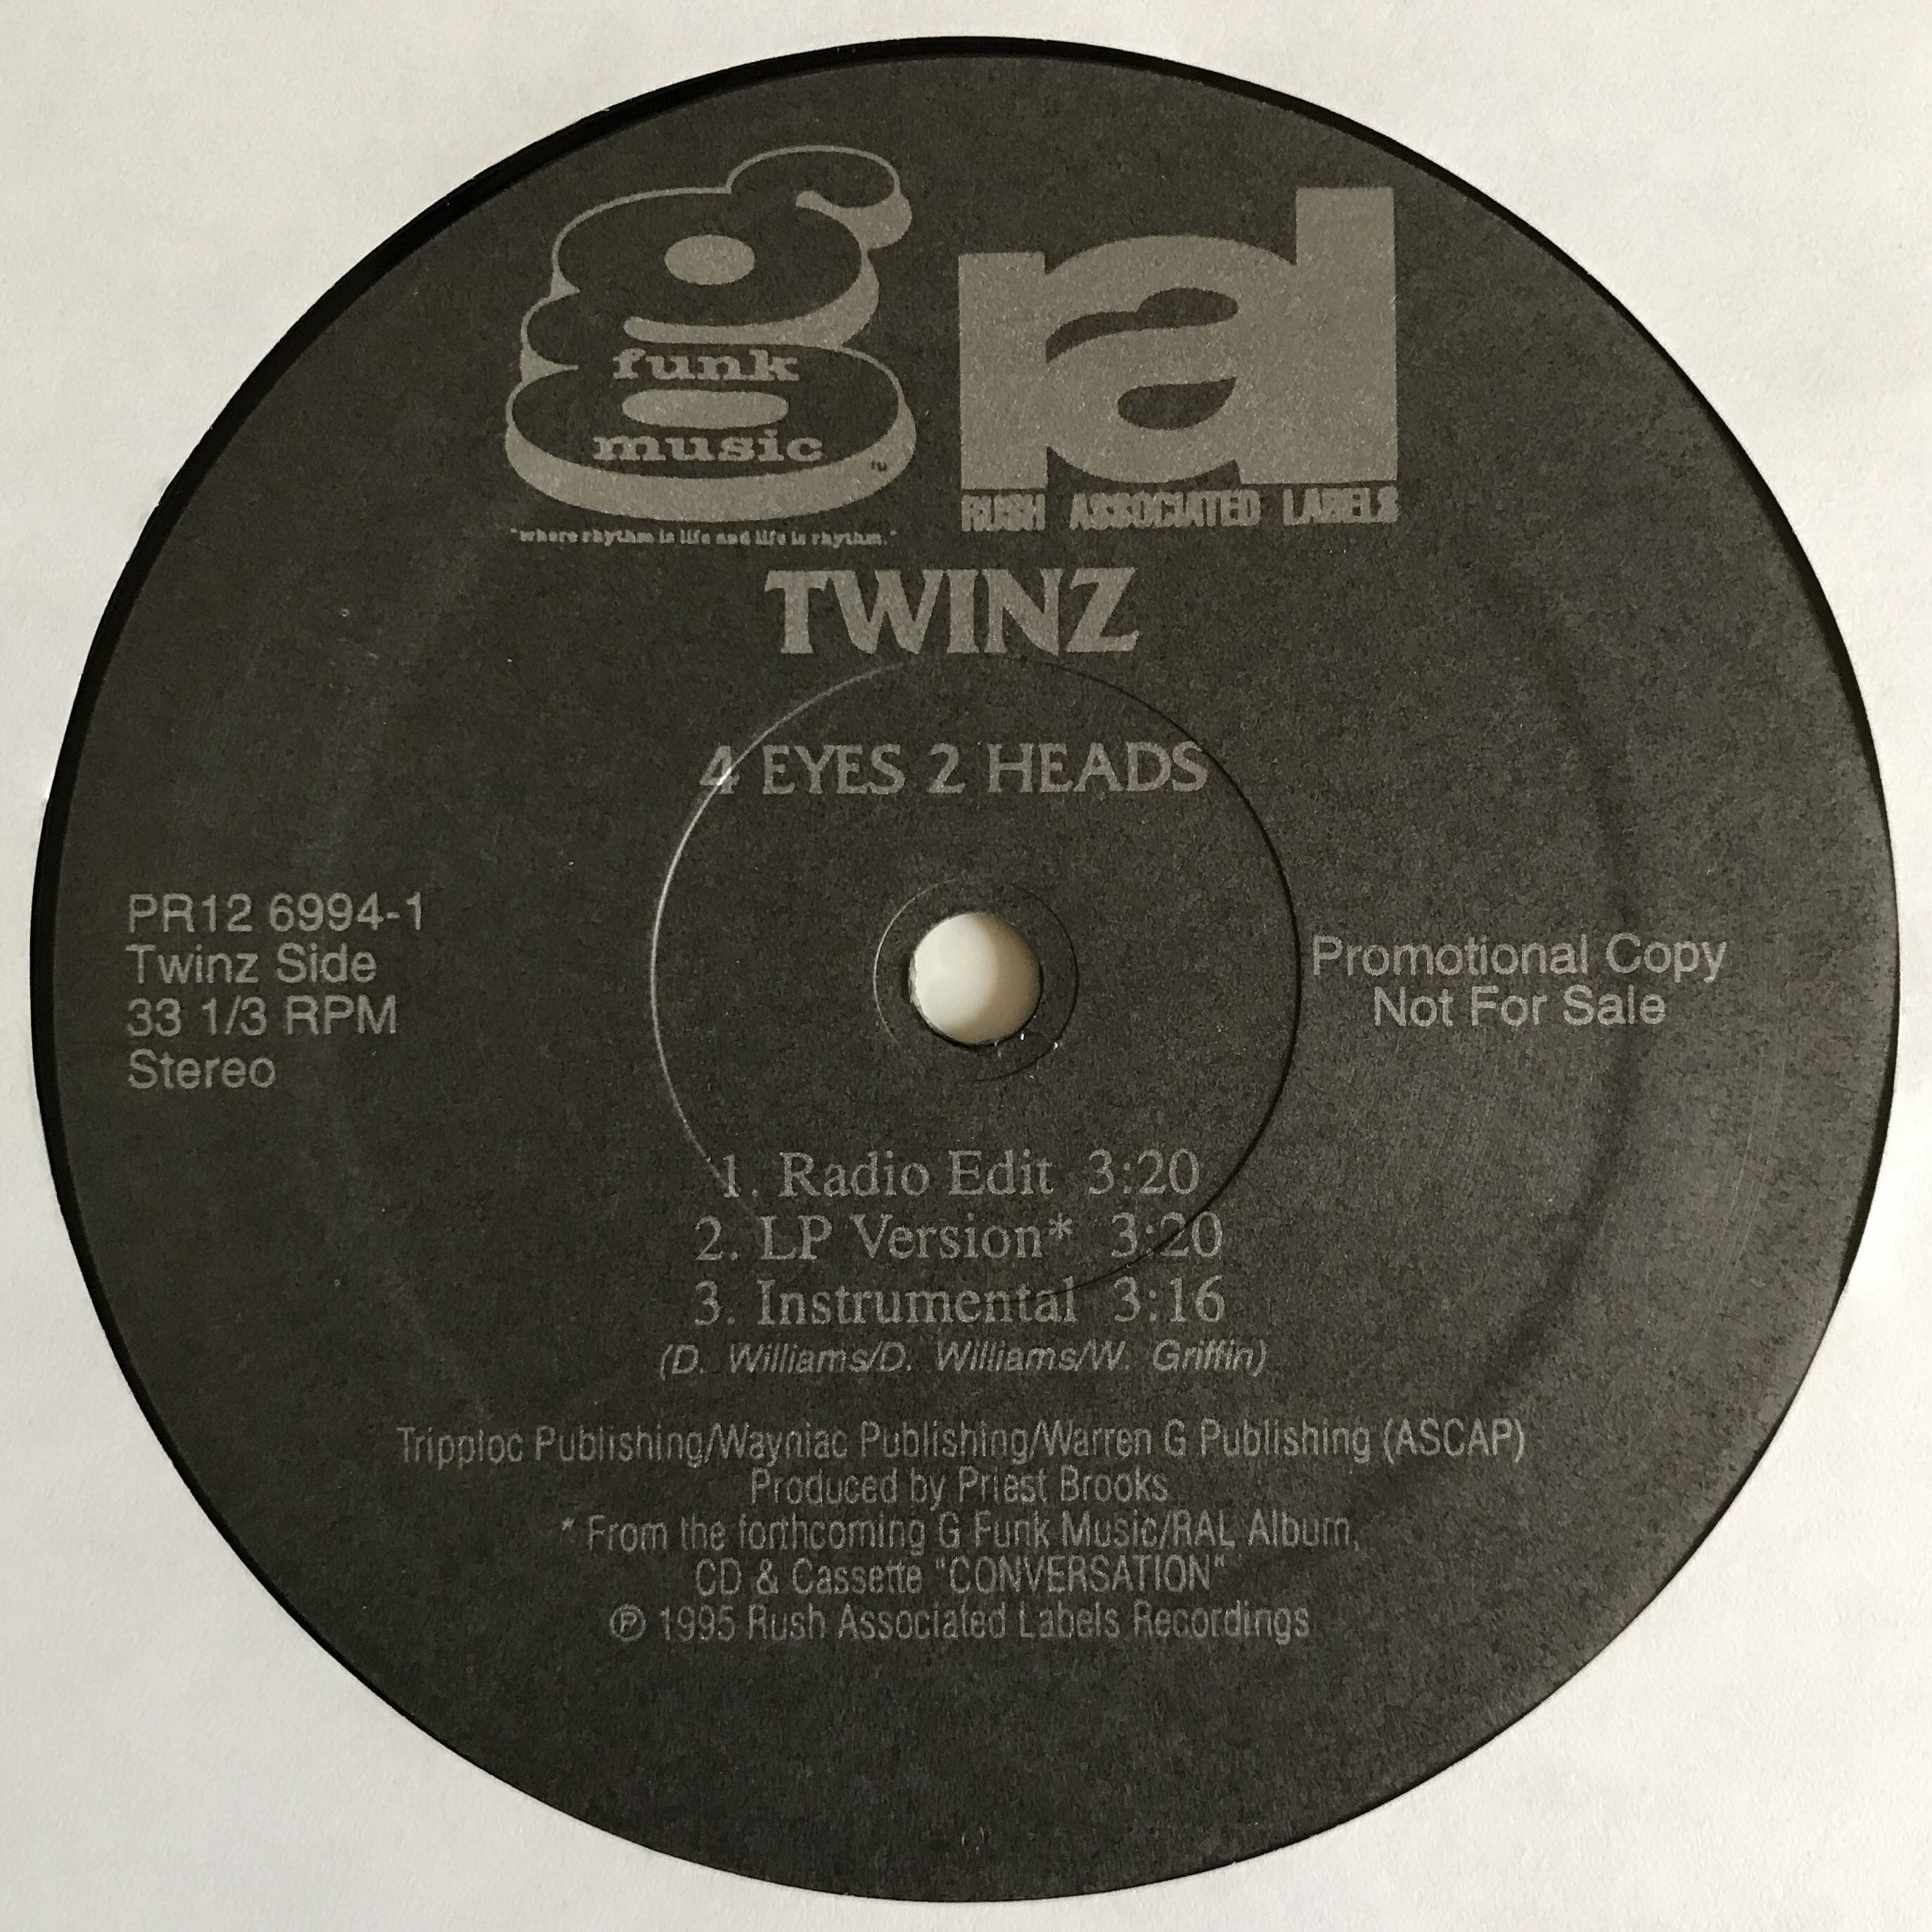 g
funk
music
™
"where rhythm is life and life is rhythm."
ral
RUSH ASSOCIATED LABELS
TWINZ
4 EYES 2 HEADS
PR12 6994-1
Twinz Side
33 1/3 RPM
Stereo
Promotional Copy
Not For Sale
1. Radio Edit 3:20
2. LP Version* 3:20
3. Instrumental 3:16
(D. Williams/D. Williams/W. Griffin)
Tripploc Publishing/Wayniac Publishing/Warren G Publishing (ASCAP)
Produced by Priest Brooks
* From the forthcoming G Funk Music/RAL Album,
CD & Cassette "CONVERSATION"
℗ 1995 Rush Associated Labels Recordings